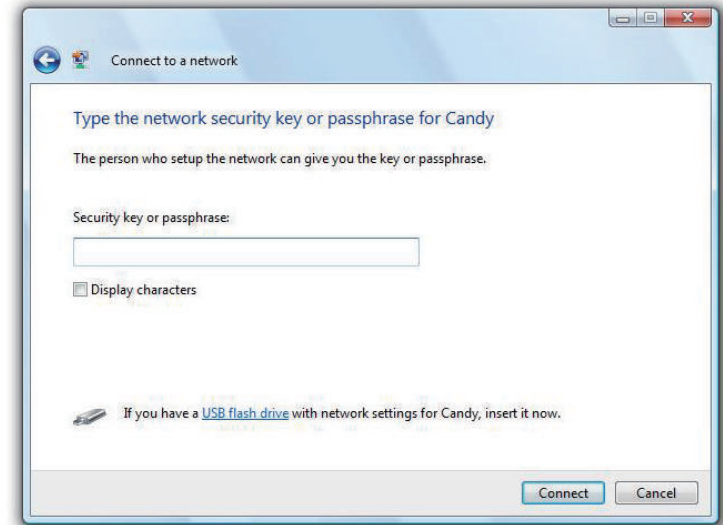 Connect to a network
Type the network security key or passphrase for Candy
The person who setup the network can give you the key or passphrase.
Security key or passphrase:
Display characters
If you have a USB flash drive with network settings for Candy, insert it now.
Connect Cancel